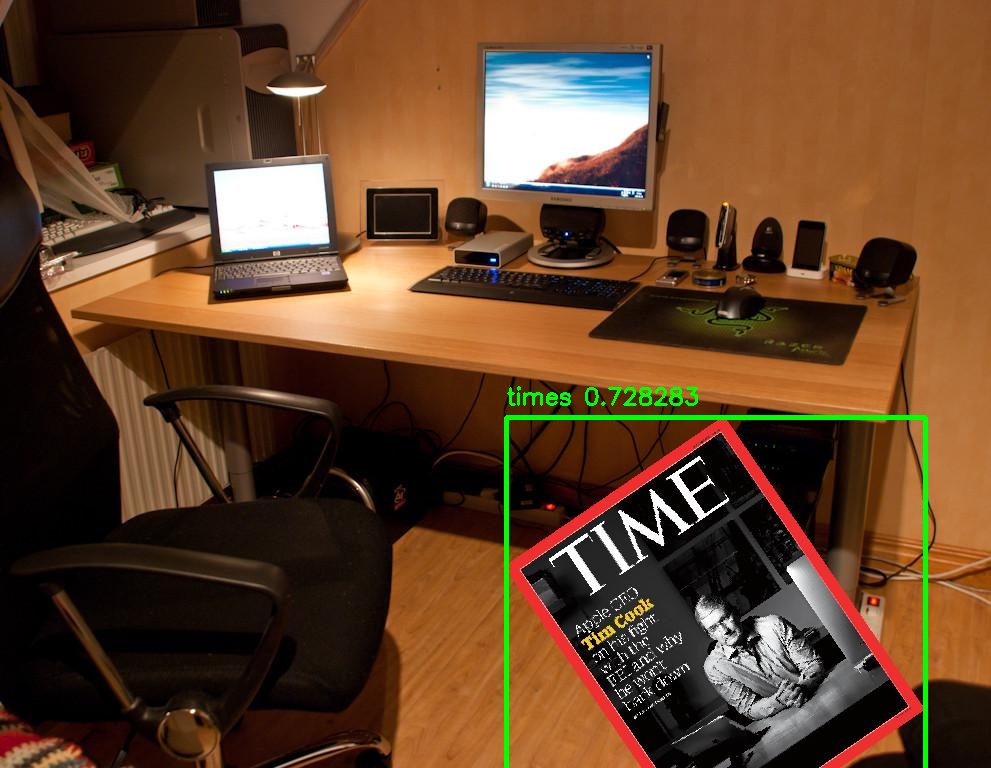 SAMSUNG
RAZER
times 0.728283
TIME
Apple CEO
Tim Cook
on his fight
with the
FBI and why
he won't
back down